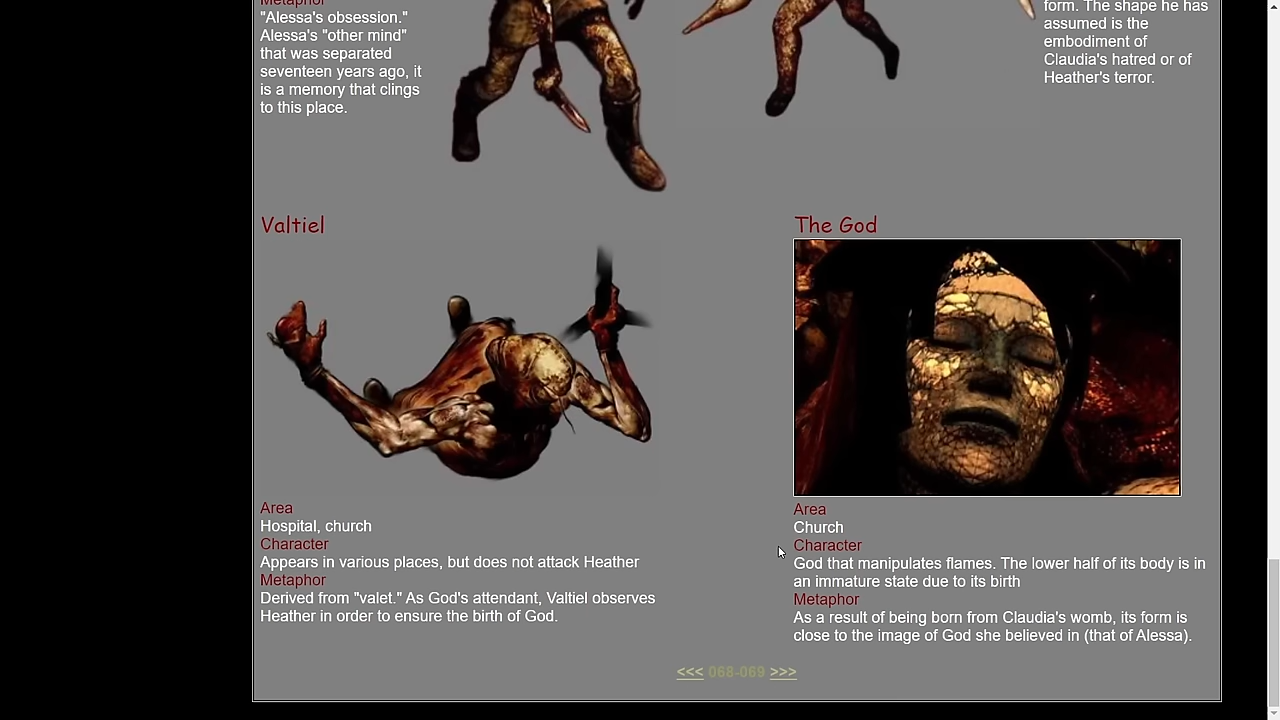 Metaphor
"Alessa's obsession."
Alessa's "other mind"
that was separated
seventeen years ago, it
is a memory that clings
to this place.
form. The shape he has
assumed is the
embodiment of
Claudia's hatred or of
Heather's terror.
Valtiel
Area
Hospital, church
Character
Appears in various places, but does not attack Heather
Metaphor
Derived from "valet." As God's attendant, Valtiel observes
Heather in order to ensure the birth of God.
The God
Area
Church
Character
God that manipulates flames. The lower half of its body is in
an immature state due to its birth
Metaphor
As a result of being born from Claudia's womb, its form is
close to the image of God she believed in (that of Alessa).
<<< 068-069 >>>